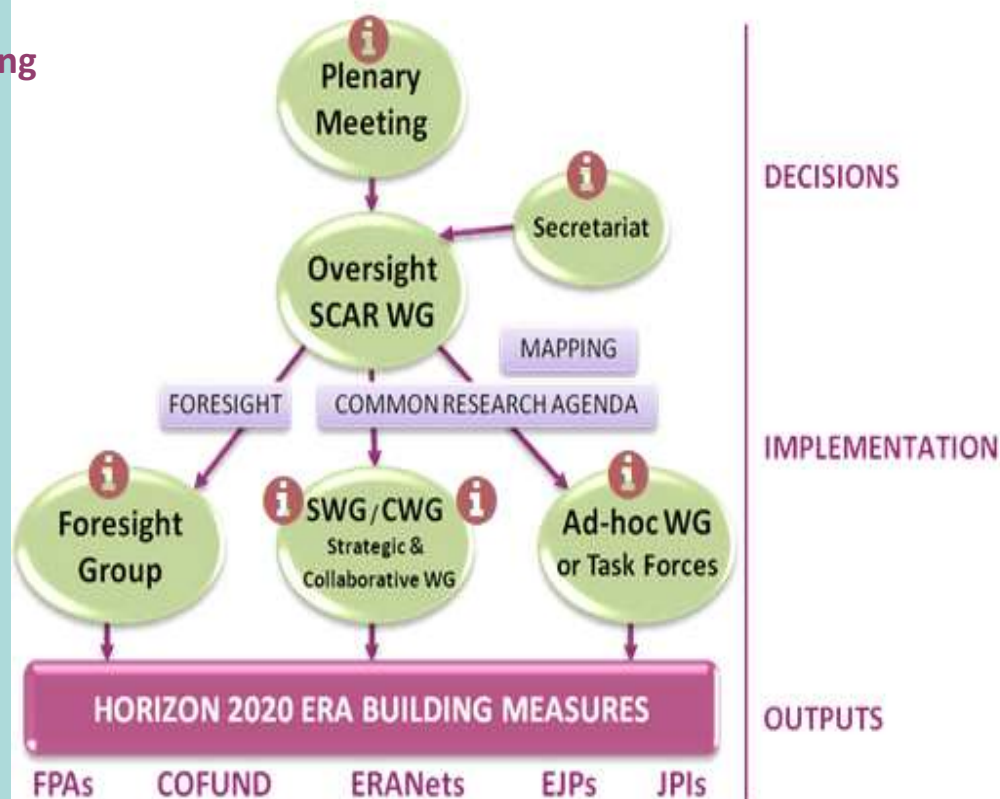 ng
i
Plenary
Meeting
DECISIONS
i
Secretariat
Oversight
SCAR WG
MAPPING
FORESIGHT
COMMON RESEARCH AGENDA
IMPLEMENTATION
i
Foresight
Group
i
i
SWG/CWG
Strategic &
Collaborative WG
i
Ad-hoc WG
or Task Forces
HORIZON 2020 ERA BUILDING MEASURES
OUTPUTS
FPAs COFUND ERANets EJPs JPIs